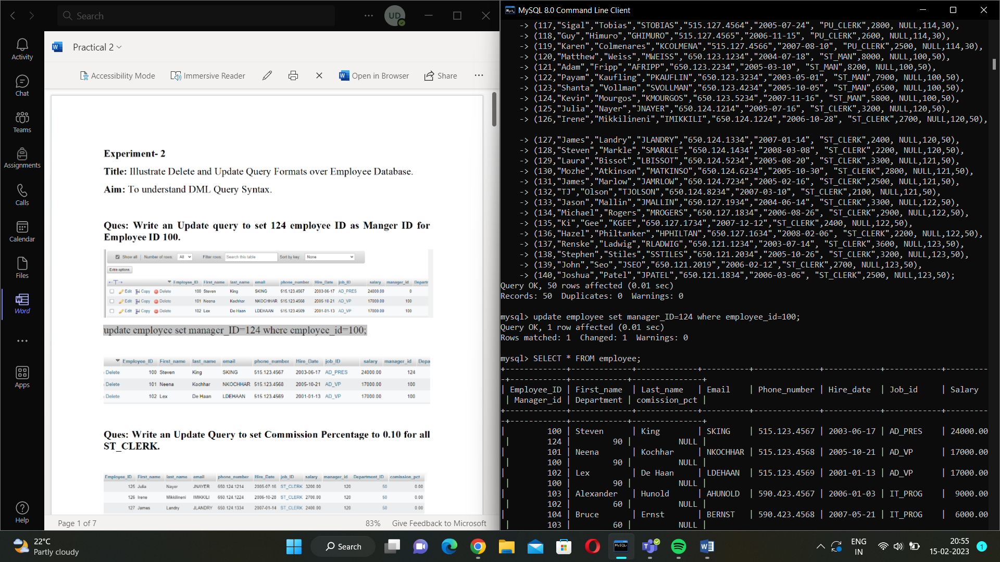 Search
UD
Activity
Chat
Teams
Assignments
Calls
Calendar
Files
Word
Apps
Help
Practical 2
Accessibility Mode
Immersive Reader
Open in Browser
Share
Experiment- 2
Title: Illustrate Delete and Update Query Formats over Employee Database.
Aim: To understand DML Query Syntax.
Ques: Write an Update query to set 124 employee ID as Manger ID for
Employee ID 100.
Show all | Number of rows: All Filter rows: Search this table Sort by key: None
Extra options
←T→ Employee_ID First_name last_name email phone_number Hire_Date job_ID salary manager_id Departm
Edit Copy Delete 100 Steven King SKING 515.123.4567 2003-06-17 AD_PRES 24000.00 0
Edit Copy Delete 101 Neena Kochhar NKOCHHAR 515.123.4568 2005-10-21 AD_VP 17000.00 100
Edit Copy Delete 102 Lex De Haan LDEHAAN 515.123.4569 2001-01-13 AD_VP 17000.00 100
update employee set manager_ID=124 where employee_id=100;
Employee_ID First_name last_name email phone_number Hire_Date job_ID salary manager_id Depa
Delete 100 Steven King SKING 515.123.4567 2003-06-17 AD_PRES 24000.00 124
Delete 101 Neena Kochhar NKOCHHAR 515.123.4568 2005-10-21 AD_VP 17000.00 100
Delete 102 Lex De Haan LDEHAAN 515.123.4569 2001-01-13 AD_VP 17000.00 100
Ques: Write an Update Query to set Commission Percentage to 0.10 for all
ST_CLERK.
Employee_ID First_name last_name email phone_number Hire_Date job_ID salary manager_id Department_ID comission_pct
125 Julia Nayer JNAYER 650.124.1214 2005-07-16 ST_CLERK 3200.00 120 50 0.00
126 Irene Mikkilineni IMIKKILI 650.124.1224 2006-10-28 ST_CLERK 2700.00 120 50 0.00
127 James Landry JLANDRY 650.124.1334 2007-01-14 ST_CLERK 2400.00 120 50 0.00
Page 1 of 7
83%
Give Feedback to Microsoft
MySQL 8.0 Command Line Client
-> (117,"Sigal","Tobias","STOBIAS","515.127.4564","2005-07-24", "PU_CLERK",2800, NULL,114,30),
-> (118,"Guy","Himuro","GHIMURO","515.127.4565","2006-11-15", "PU_CLERK",2600, NULL,114,30),
-> (119,"Karen","Colmenares","KCOLMENA","515.127.4566","2007-08-10", "PU_CLERK",2500, NULL,114,30),
-> (120,"Matthew","Weiss","MWEISS","650.123.1234","2004-07-18", "ST_MAN",8000, NULL,100,50),
-> (121,"Adam","Fripp","AFRIPP","650.123.2234","2005-03-10", "ST_MAN",8200, NULL,100,50),
-> (122,"Payam","Kaufling","PKAUFLIN","650.123.3234","2003-05-01", "ST_MAN",7900, NULL,100,50),
-> (123,"Shanta","Vollman","SVOLLMAN","650.123.4234","2005-10-05", "ST_MAN",6500, NULL,100,50),
-> (124,"Kevin","Mourgos","KMOURGOS","650.123.5234","2007-11-16", "ST_MAN",5800, NULL,100,50),
-> (125,"Julia","Nayer","JNAYER","650.124.1214","2005-07-16", "ST_CLERK",3200, NULL,120,50),
-> (126,"Irene","Mikkilineni","IMIKKILI","650.124.1224","2006-10-28", "ST_CLERK",2700, NULL,120,50),
-> (127,"James","Landry","JLANDRY","650.124.1334","2007-01-14", "ST_CLERK",2400, NULL,120,50),
-> (128,"Steven","Markle","SMARKLE","650.124.1434","2008-03-08", "ST_CLERK",2200, NULL,120,50),
-> (129,"Laura","Bissot","LBISSOT","650.124.5234","2005-08-20", "ST_CLERK",3300, NULL,121,50),
-> (130,"Mozhe","Atkinson","MATKINSO","650.124.6234","2005-10-30", "ST_CLERK",2800, NULL,121,50),
-> (131,"James","Marlow","JAMRLOW","650.124.7234","2005-02-16", "ST_CLERK",2500, NULL,121,50),
-> (132,"TJ","Olson","TJOLSON","650.124.8234","2007-03-10", "ST_CLERK",2100, NULL,121,50),
-> (133,"Jason","Mallin","JMALLIN","650.127.1934","2004-06-14", "ST_CLERK",3300, NULL,122,50),
-> (134,"Michael","Rogers","MROGERS","650.127.1834","2006-08-26", "ST_CLERK",2900, NULL,122,50),
-> (135,"Ki","Gee","KGEE","650.127.1734","2007-12-12","ST_CLERK",2400, NULL,122,50),
-> (136,"Hazel","Philtanker","HPHILTAN","650.127.1634","2008-02-06", "ST_CLERK",2200, NULL,122,50),
-> (137,"Renske","Ladwig","RLADWIG","650.121.1234","2003-07-14", "ST_CLERK",3600, NULL,123,50),
-> (138,"Stephen","Stiles","SSTILES","650.121.2034","2005-10-26", "ST_CLERK",3200, NULL,123,50),
-> (139,"John","Seo","JSEO","650.121.2019","2006-02-12","ST_CLERK",2700, NULL,123,50),
-> (140,"Joshua","Patel","JPATEL","650.121.1834","2006-03-06", "ST_CLERK",2500, NULL,123,50);
Query OK, 50 rows affected (0.01 sec)
Records: 50  Duplicates: 0  Warnings: 0
mysql> update employee set manager_ID=124 where employee_id=100;
Query OK, 1 row affected (0.01 sec)
Rows matched: 1  Changed: 1  Warnings: 0
mysql> SELECT * FROM employee;
| Employee_ID | First_name | Last_name | Email | Phone_number | Hire_date | Job_id | Salary
| Manager_id | Department | comission_pct |
| 100 | Steven | King | SKING | 515.123.4567 | 2003-06-17 | AD_PRES | 24000.00
| 124 | 90 | NULL |
| 101 | Neena | Kochhar | NKOCHHAR | 515.123.4568 | 2005-10-21 | AD_VP | 17000.00
| 100 | 90 | NULL |
| 102 | Lex | De Haan | LDEHAAN | 515.123.4569 | 2001-01-13 | AD_VP | 17000.00
| 100 | 90 | NULL |
| 103 | Alexander | Hunold | AHUNOLD | 590.423.4567 | 2006-01-03 | IT_PROG | 9000.00
| 102 | 60 | NULL |
| 104 | Bruce | Ernst | BERNST | 590.423.4568 | 2007-05-21 | IT_PROG | 6000.00
| 103 | 60 | NULL |
22°C
Partly cloudy
Search
ENG
IN
20:55
15-02-2023
1